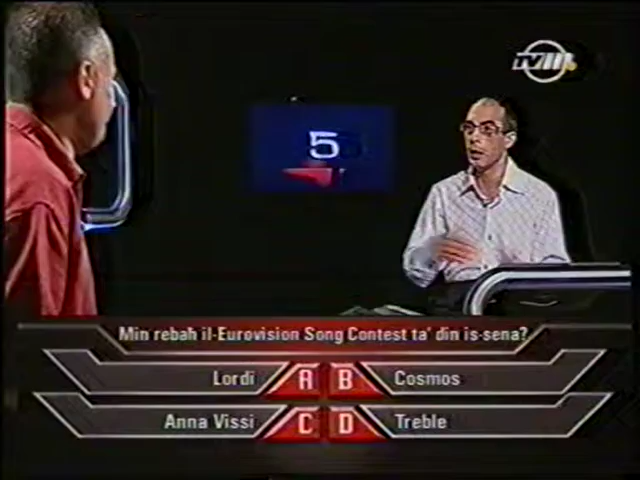 TVM
5
Min rebaħ il-Eurovision Song Contest ta' din is-sena?
Lordi A B Cosmos
Anna Vissi C D Treble